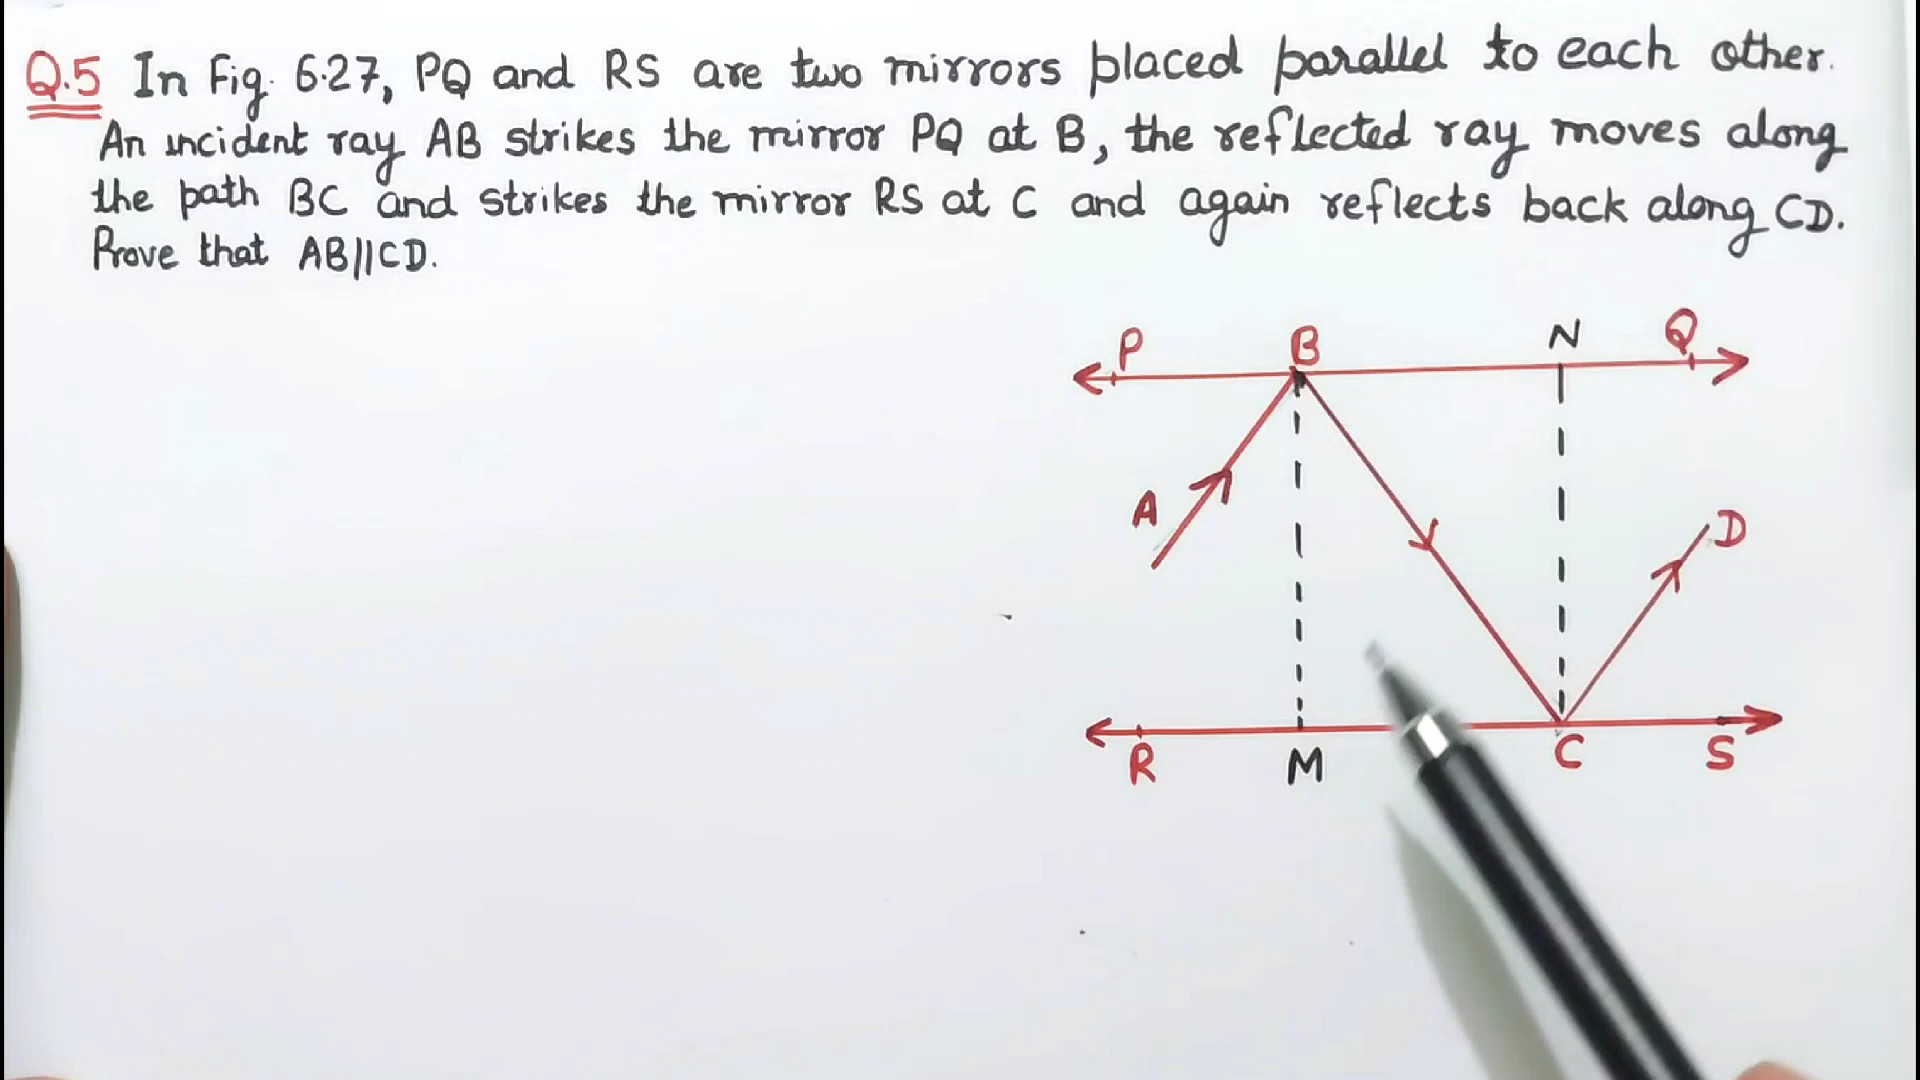 Q.5 In Fig. 6.27, PQ and RS are two mirrors placed parallel to each other.
An incident ray AB strikes the mirror PQ at B, the reflected ray moves along
the path BC and strikes the mirror RS at C and again reflects back along CD.
Prove that AB||CD.
P B N Q
A D
R M C S